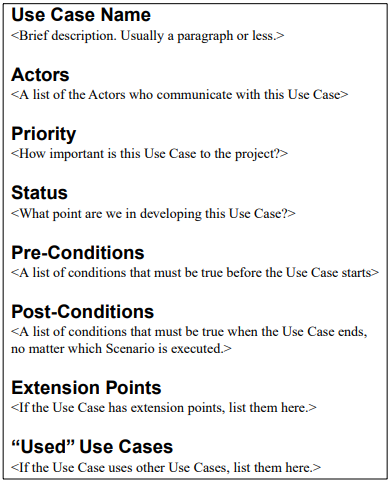 Use Case Name
<Brief description. Usually a paragraph or less.>
Actors
<A list of the Actors who communicate with this Use Case>
Priority
<How important is this Use Case to the project?>
Status
<What point are we in developing this Use Case?>
Pre-Conditions
<A list of conditions that must be true before the Use Case starts>
Post-Conditions
<A list of conditions that must be true when the Use Case ends,
no matter which Scenario is executed.>
Extension Points
<If the Use Case has extension points, list them here.>
“Used” Use Cases
<If the Use Case uses other Use Cases, list them here.>